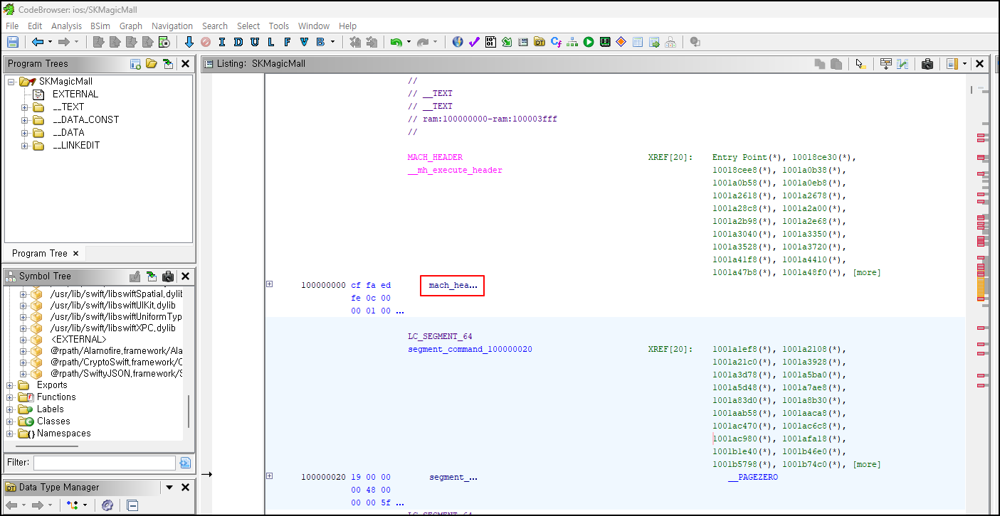 CodeBrowser: ios:/SKMagicMall
File Edit Analysis BSim Graph Navigation Search Select Tools Window Help
I D U L F V B
Program Trees
SKMagicMall
EXTERNAL
__TEXT
__DATA_CONST
__DATA
__LINKEDIT
Program Tree
Symbol Tree
/usr/lib/swift/libswiftSpatial,dylib
/usr/lib/swift/libswiftUIKit,dylib
/usr/lib/swift/libswiftUniformTyp
/usr/lib/swift/libswiftXPC,dylib
<EXTERNAL>
@rpath/Alamofire,framework/Ala
@rpath/CryptoSwift,framework/C
@rpath/SwiftyJSON,framework/S
Exports
Functions
Labels
Classes
Namespaces
Filter:
Data Type Manager
Listing: SKMagicMall
//
// __TEXT
// __TEXT
// ram:100000000-ram:100003fff
//
MACH_HEADER XREF[20]: Entry Point(*), 10018ce30(*),
__mh_execute_header 10018cee8(*), 1001a0b38(*),
1001a0b58(*), 1001a0eb8(*),
1001a2618(*), 1001a2678(*),
1001a28c8(*), 1001a2a00(*),
1001a2b98(*), 1001a2e68(*),
1001a3040(*), 1001a3350(*),
1001a3528(*), 1001a3720(*),
1001a41f8(*), 1001a4410(*),
1001a47b8(*), 1001a48f0(*), [more]
100000000 cf fa ed mach_hea...
fe 0c 00
00 01 00 ...
LC_SEGMENT_64
segment_command_100000020 XREF[20]: 1001a1ef8(*), 1001a2108(*),
1001a21c0(*), 1001a3928(*),
1001a3d78(*), 1001a5ba0(*),
1001a5d48(*), 1001a7ae8(*),
1001a83d0(*), 1001a8b30(*),
1001aab58(*), 1001aaca8(*),
1001ac470(*), 1001ac6c8(*),
1001ac980(*), 1001afa18(*),
1001b1e40(*), 1001b46e0(*),
1001b5798(*), 1001b74c0(*), [more]
100000020 19 00 00 segment_... __PAGEZERO
00 48 00
00 00 5f ...
LC_SEGMENT_64